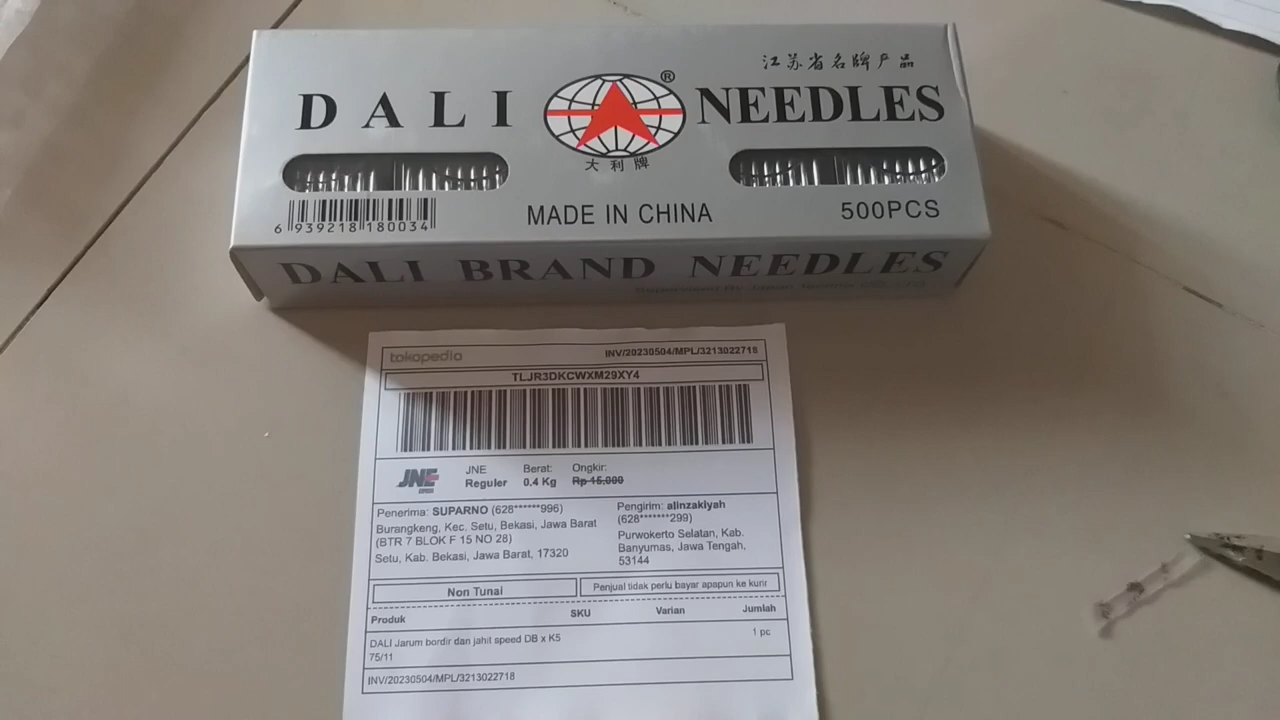 江苏省名牌产品
DALI
®
NEEDLES
大利牌
6 939218 180034
MADE IN CHINA
500PCS
DALI BRAND NEEDLES
tokopedia
INV/20230504/MPL/3213022718
TLJR3DKCWXM29XY4
JNE
JNE
Reguler
Berat:
0,4 Kg
Ongkir:
Rp 15,000
Penerima: SUPARNO (628******996)
Burangkeng, Kec. Setu, Bekasi, Jawa Barat
(BTR 7 BLOK F 15 NO 28)
Setu, Kab. Bekasi, Jawa Barat, 17320
Pengirim: alinzakiyah
(628*******299)
Purwokerto Selatan, Kab.
Banyumas, Jawa Tengah,
53144
Non Tunai
Penjual tidak perlu bayar apapun ke kurir
Produk SKU Varian Jumlah
DALI Jarum bordir dan jahit speed DB x K5 1 pc
75/11
INV/20230504/MPL/3213022718